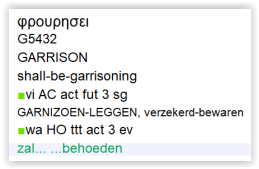 φρουρησει
G5432
GARRISON
shall-be-garrisoning
vi AC act fut 3 sg
GARNIZOEN-LEGGEN, verzekerd-bewaren
wa HO ttt act 3 ev
zal... ...behoeden